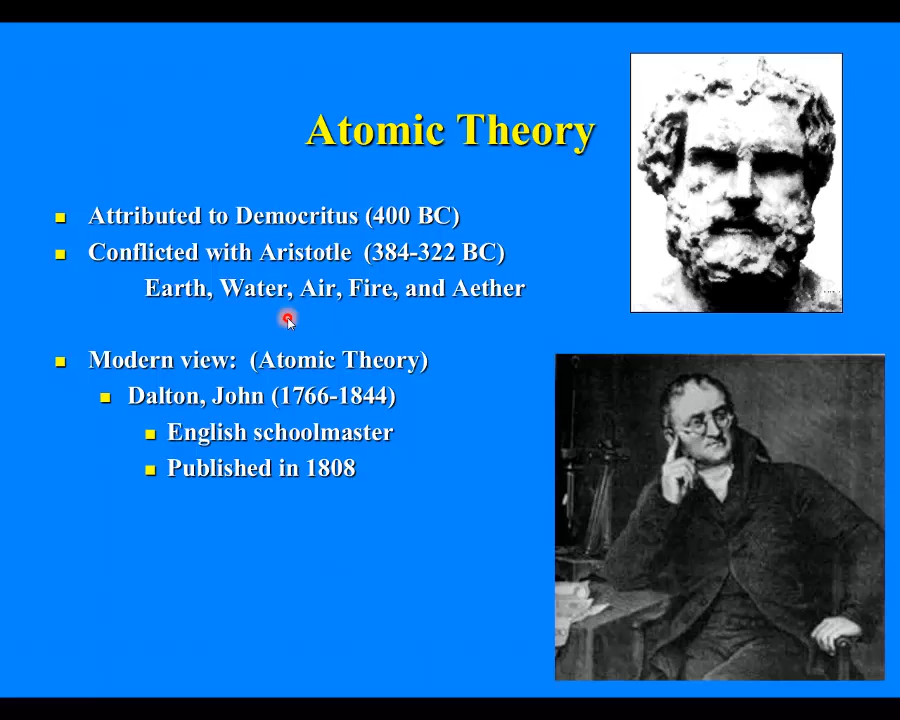 Atomic Theory
Attributed to Democritus (400 BC)
Conflicted with Aristotle (384-322 BC)
Earth, Water, Air, Fire, and Aether
Modern view: (Atomic Theory)
Dalton, John (1766-1844)
English schoolmaster
Published in 1808